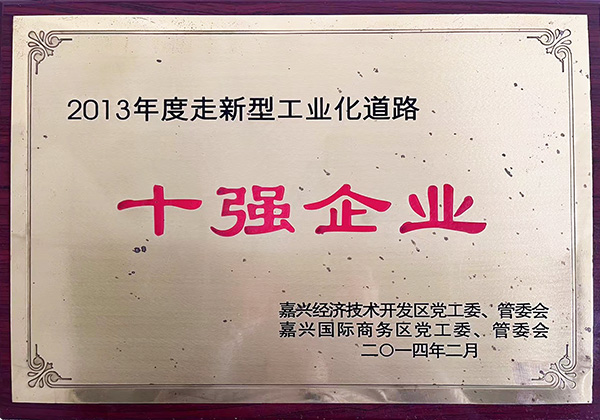 2013年度走新型工业化道路
十强企业
嘉兴经济技术开发区党工委、管委会
嘉兴国际商务区党工委、管委会
二〇一四年二月